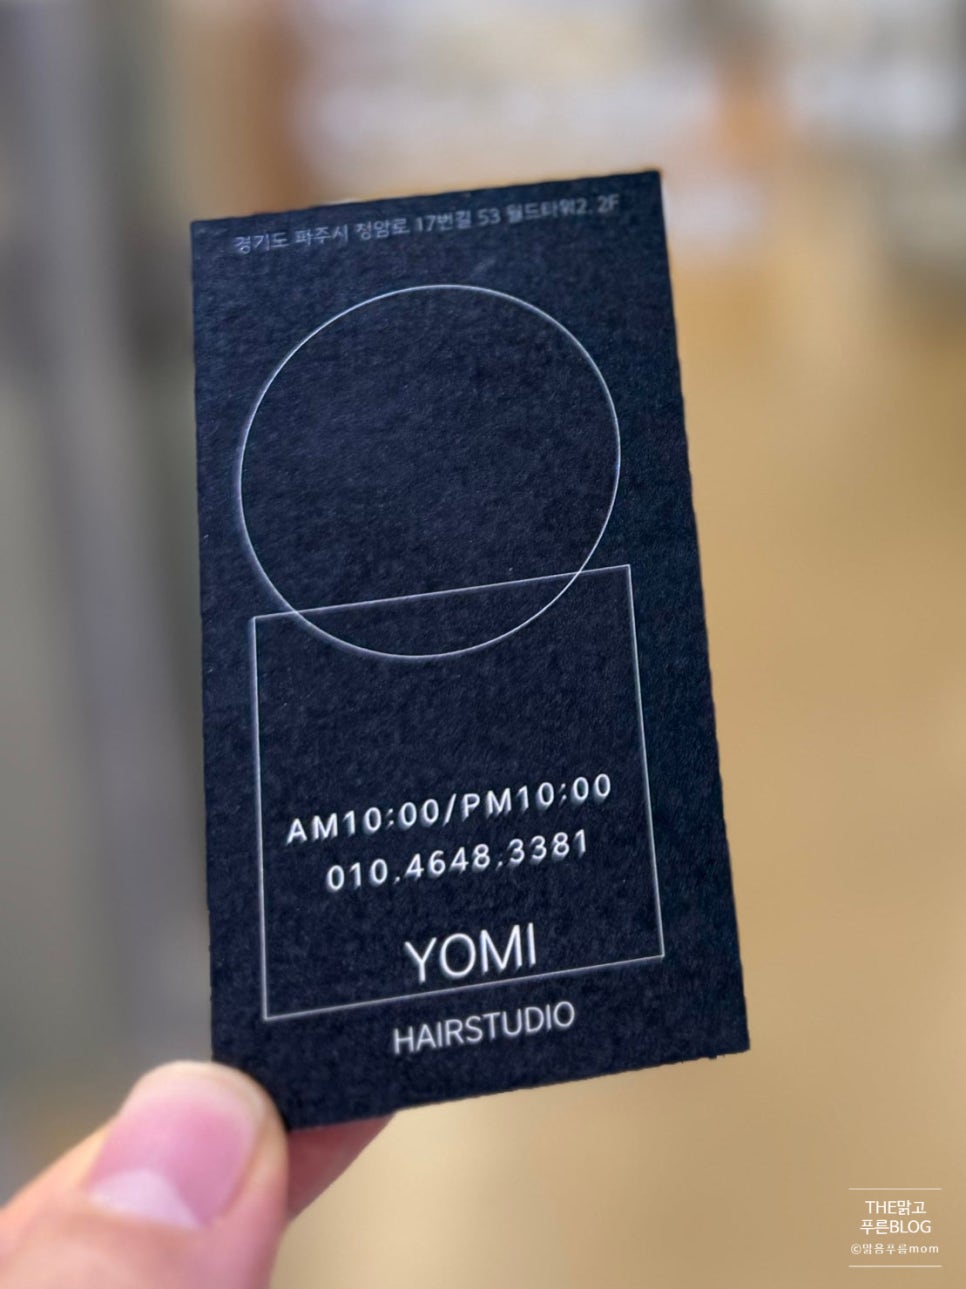 경기도 파주시 청암로 17번길 53 월드타워2. 2F
AM10:00/PM10:00
010.4648.3381
YOMI
HAIRSTUDIO
THE맑고
푸른BLOG
©맑음푸름mom